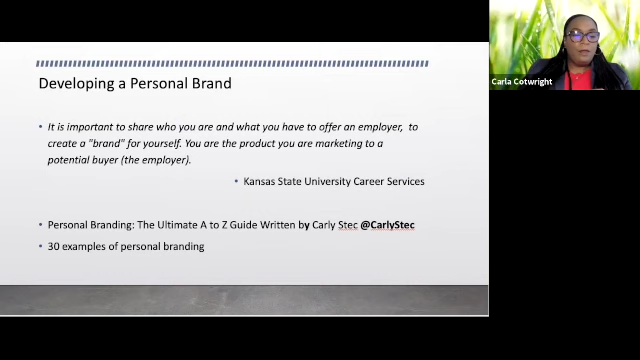 Developing a Personal Brand
• It is important to share who you are and what you have to offer an employer, to
create a "brand" for yourself. You are the product you are marketing to a
potential buyer (the employer).
• Kansas State University Career Services
• Personal Branding: The Ultimate A to Z Guide Written by Carly Stec @CarlyStec
• 30 examples of personal branding
Carla Cotwright